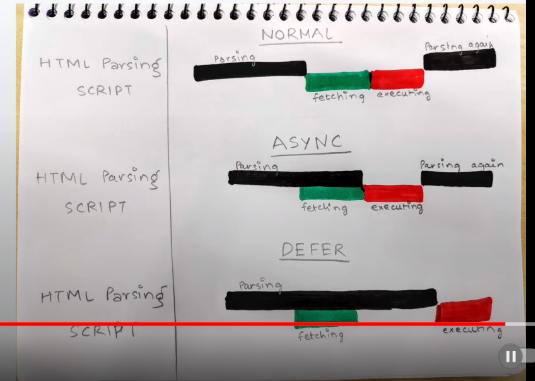 NORMAL
Parsing
Parsing again
HTML Parsing
SCRIPT
fetching
executing
ASYNC
Parsing
Parsing again
HTML Parsing
SCRIPT
fetching
executing
DEFER
Parsing
HTML Parsing
SCRIPT
fetching
executing